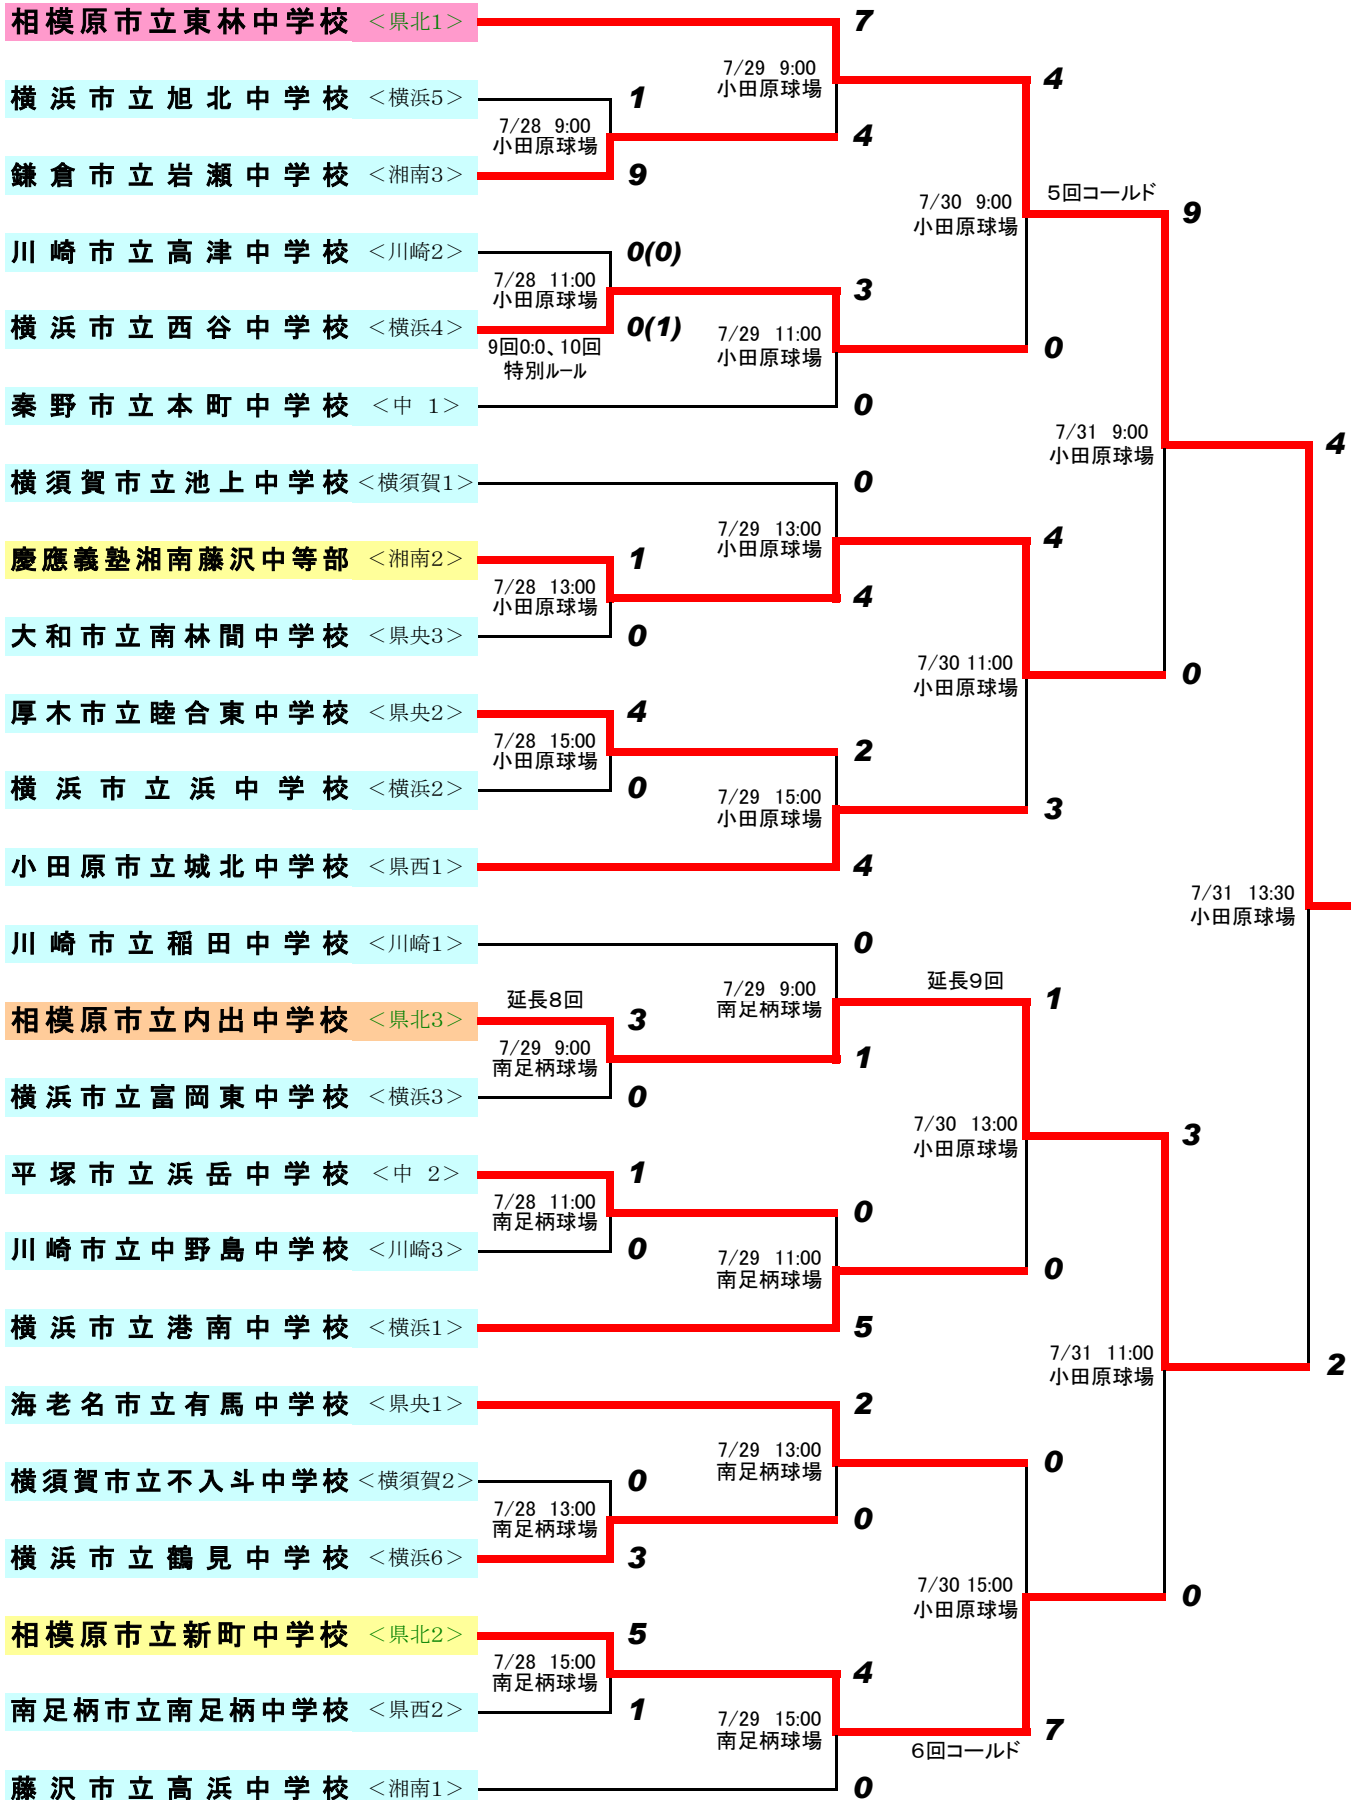 相模原市立東林中学校 ＜県北1＞ 7
7/29 9:00
小田原球場
4
横浜市立旭北中学校 ＜横浜5＞ 1
7/28 9:00
小田原球場
4
鎌倉市立岩瀬中学校 ＜湘南3＞ 9
7/30 9:00
小田原球場
5回コールド
9
川崎市立高津中学校 ＜川崎2＞ 0(0)
7/28 11:00
小田原球場
3
横浜市立西谷中学校 ＜横浜4＞ 0(1)
9回0:0、10回
特別ルール
7/29 11:00
小田原球場
0
秦野市立本町中学校 ＜中 1＞ 0
7/31 9:00
小田原球場
4
横須賀市立池上中学校 ＜横須賀1＞ 0
7/29 13:00
小田原球場
4
慶應義塾湘南藤沢中等部 ＜湘南2＞ 1
7/28 13:00
小田原球場
4
大和市立南林間中学校 ＜県央3＞ 0
7/30 11:00
小田原球場
0
厚木市立睦合東中学校 ＜県央2＞ 4
7/28 15:00
小田原球場
2
横浜市立浜中学校 ＜横浜2＞ 0
7/29 15:00
小田原球場
3
小田原市立城北中学校 ＜県西1＞ 4
7/31 13:30
小田原球場
川崎市立稲田中学校 ＜川崎1＞ 0
7/29 9:00
南足柄球場
延長9回
1
相模原市立内出中学校 ＜県北3＞ 延長8回 3
7/29 9:00
南足柄球場
1
横浜市立富岡東中学校 ＜横浜3＞ 0
7/30 13:00
小田原球場
3
平塚市立浜岳中学校 ＜中 2＞ 1
7/28 11:00
南足柄球場
0
川崎市立中野島中学校 ＜川崎3＞ 0
7/29 11:00
南足柄球場
0
横浜市立港南中学校 ＜横浜1＞ 5
7/31 11:00
小田原球場
2
海老名市立有馬中学校 ＜県央1＞ 2
7/29 13:00
南足柄球場
0
横須賀市立不入斗中学校 ＜横須賀2＞ 0
7/28 13:00
南足柄球場
0
横浜市立鶴見中学校 ＜横浜6＞ 3
7/30 15:00
小田原球場
0
相模原市立新町中学校 ＜県北2＞ 5
7/28 15:00
南足柄球場
4
南足柄市立南足柄中学校 ＜県西2＞ 1
7/29 15:00
南足柄球場
6回コールド
7
藤沢市立高浜中学校 ＜湘南1＞ 0